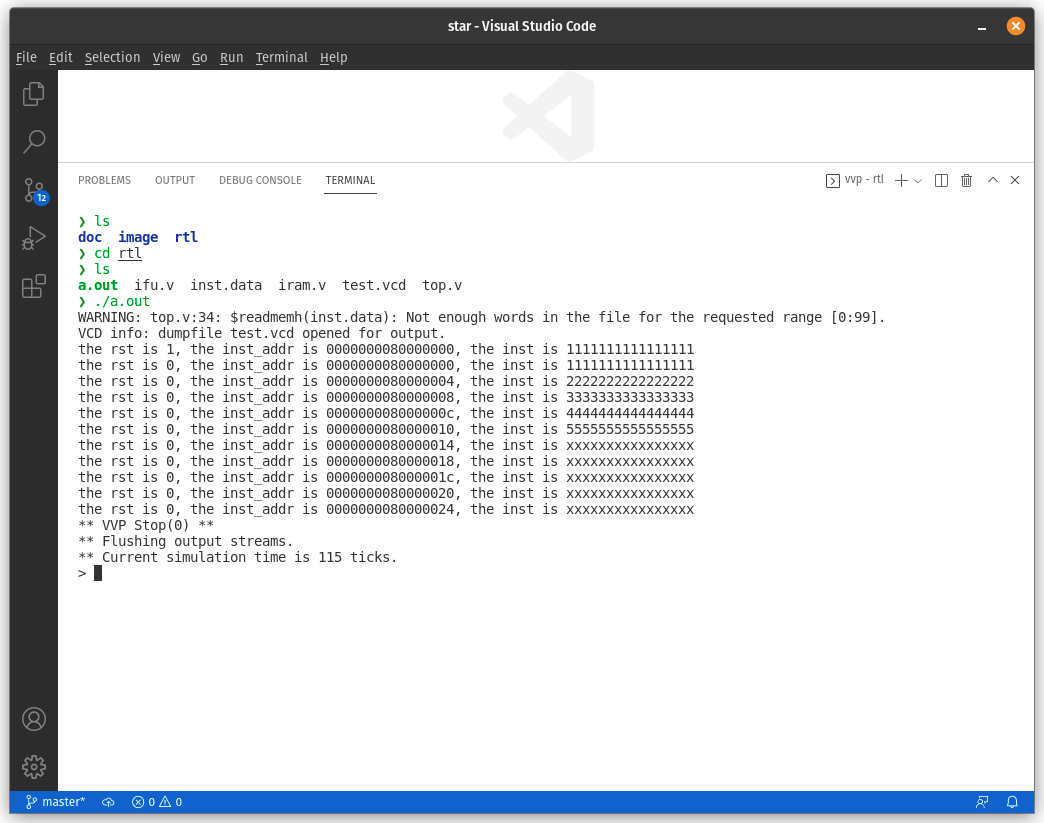 star - Visual Studio Code
File Edit Selection View Go Run Terminal Help
12
PROBLEMS OUTPUT DEBUG CONSOLE TERMINAL vvp - rtl
❯ ls
doc  image  rtl
❯ cd rtl
❯ ls
a.out  ifu.v  inst.data  iram.v  test.vcd  top.v
❯ ./a.out
WARNING: top.v:34: $readmemh(inst.data): Not enough words in the file for the requested range [0:99].
VCD info: dumpfile test.vcd opened for output.
the rst is 1, the inst_addr is 0000000080000000, the inst is 1111111111111111
the rst is 0, the inst_addr is 0000000080000000, the inst is 1111111111111111
the rst is 0, the inst_addr is 0000000080000004, the inst is 2222222222222222
the rst is 0, the inst_addr is 0000000080000008, the inst is 3333333333333333
the rst is 0, the inst_addr is 000000008000000c, the inst is 4444444444444444
the rst is 0, the inst_addr is 0000000080000010, the inst is 5555555555555555
the rst is 0, the inst_addr is 0000000080000014, the inst is xxxxxxxxxxxxxxxx
the rst is 0, the inst_addr is 0000000080000018, the inst is xxxxxxxxxxxxxxxx
the rst is 0, the inst_addr is 000000008000001c, the inst is xxxxxxxxxxxxxxxx
the rst is 0, the inst_addr is 0000000080000020, the inst is xxxxxxxxxxxxxxxx
the rst is 0, the inst_addr is 0000000080000024, the inst is xxxxxxxxxxxxxxxx
** VVP Stop(0) **
** Flushing output streams.
** Current simulation time is 115 ticks.
>
master* 0 0